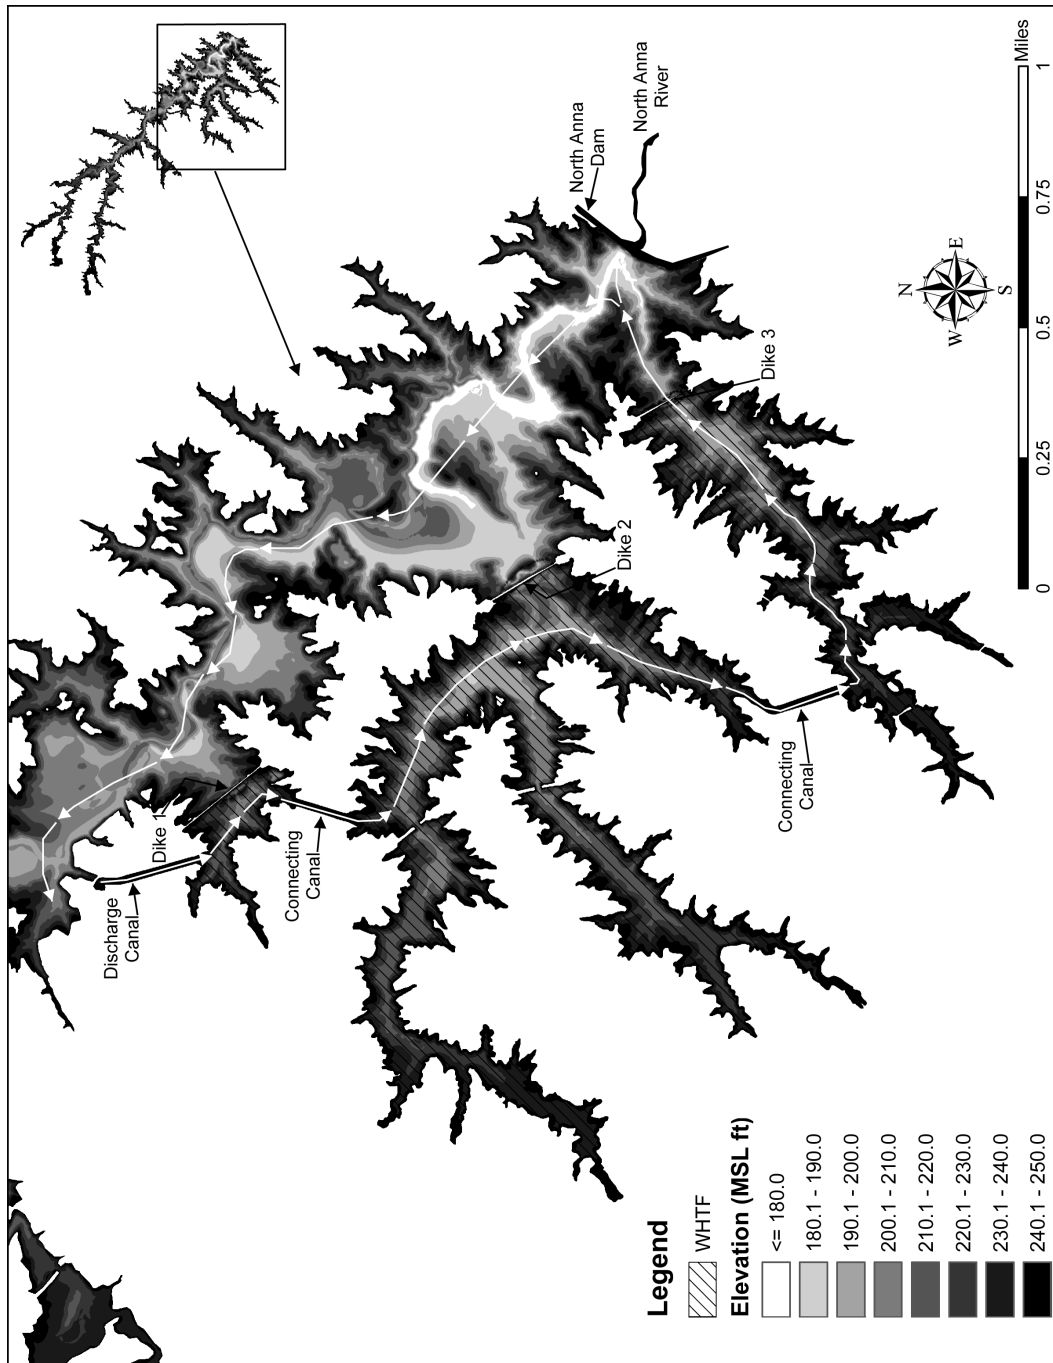 North Anna
Dam
North Anna
River
Dike 3
Dike 2
Dike 1
Discharge
Canal
Connecting
Canal
Connecting
Canal
N
E
S
W
0
0.25
0.5
0.75
1
Miles
Legend
WHTF
Elevation (MSL ft)
<= 180.0
180.1 - 190.0
190.1 - 200.0
200.1 - 210.0
210.1 - 220.0
220.1 - 230.0
230.1 - 240.0
240.1 - 250.0